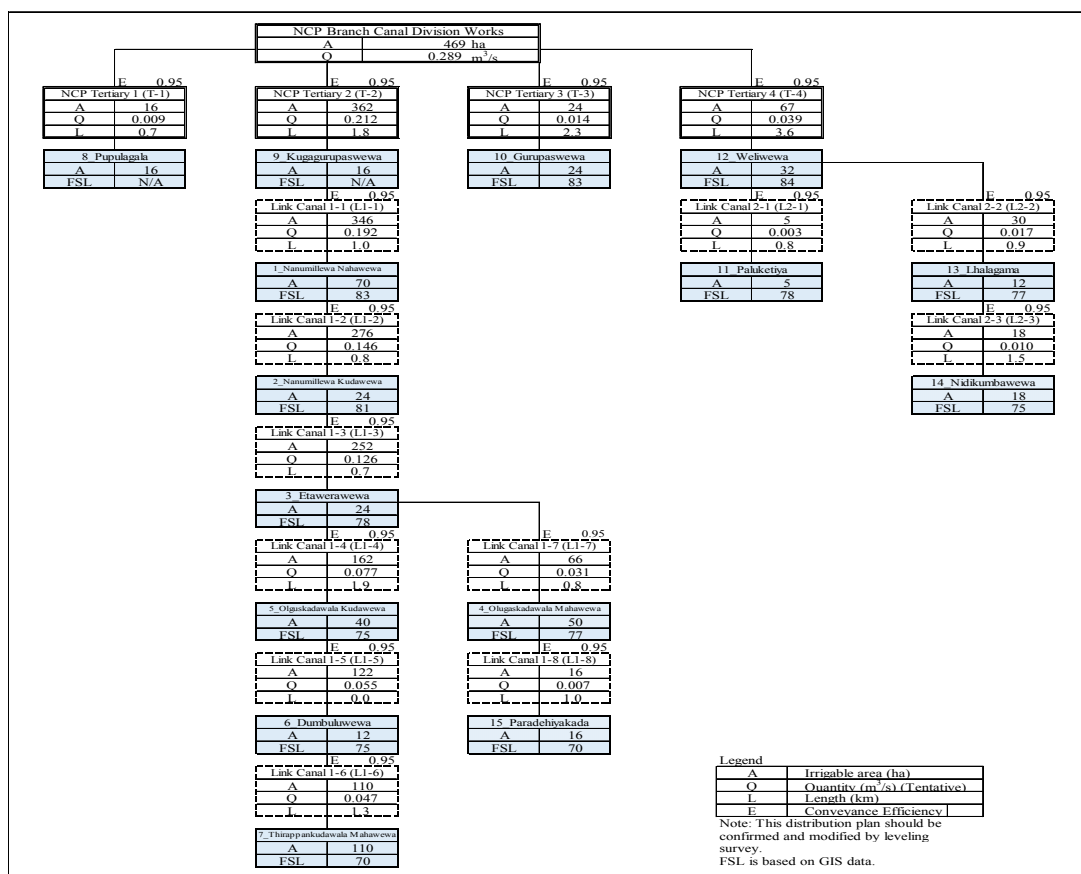 NCP Branch Canal Division Works
A 469 ha
Q 0.289 m³/s
E 0.95
NCP Tertiary 1 (T-1)
A 16
Q 0.009
L 0.7
8_Pupulagala
A 16
FSL N/A
E 0.95
NCP Tertiary 2 (T-2)
A 362
Q 0.212
L 1.8
9_Kugagurupaswewa
A 16
FSL N/A
E 0.95
Link Canal 1-1 (L1-1)
A 346
Q 0.192
L 1.0
1_Nanumillewa Nahawewa
A 70
FSL 83
E 0.95
Link Canal 1-2 (L1-2)
A 276
Q 0.146
L 0.8
2_Nanumillewa Kudawewa
A 24
FSL 81
E 0.95
Link Canal 1-3 (L1-3)
A 252
Q 0.126
L 0.7
3_Etawerawewa
A 24
FSL 78
E 0.95
Link Canal 1-4 (L1-4)
A 162
Q 0.077
L 1.9
5_Olguskadawala Kudawewa
A 40
FSL 75
E 0.95
Link Canal 1-5 (L1-5)
A 122
Q 0.055
L 0.0
6_Dumbuluwewa
A 12
FSL 75
E 0.95
Link Canal 1-6 (L1-6)
A 110
Q 0.047
L 1.3
7_Thirappankudawala Mahawewa
A 110
FSL 70
E 0.95
Link Canal 1-7 (L1-7)
A 66
Q 0.031
L 0.8
4_Olugaskadawala Mahawewa
A 50
FSL 77
E 0.95
Link Canal 1-8 (L1-8)
A 16
Q 0.007
L 1.0
15_Paradehiyakada
A 16
FSL 70
E 0.95
NCP Tertiary 3 (T-3)
A 24
Q 0.014
L 2.3
10_Gurupaswewa
A 24
FSL 83
E 0.95
NCP Tertiary 4 (T-4)
A 67
Q 0.039
L 3.6
12_Weliwewa
A 32
FSL 84
E 0.95
Link Canal 2-1 (L2-1)
A 5
Q 0.003
L 0.8
11_Paluketiya
A 5
FSL 78
E 0.95
Link Canal 2-2 (L2-2)
A 30
Q 0.017
L 0.9
13_Lhalagama
A 12
FSL 77
E 0.95
Link Canal 2-3 (L2-3)
A 18
Q 0.010
L 1.5
14_Nidikumbawewa
A 18
FSL 75
Legend
A Irrigable area (ha)
Q Quantity (m³/s) (Tentative)
L Length (km)
E Conveyance Efficiency
Note: This distribution plan should be
confirmed and modified by leveling
survey.
FSL is based on GIS data.